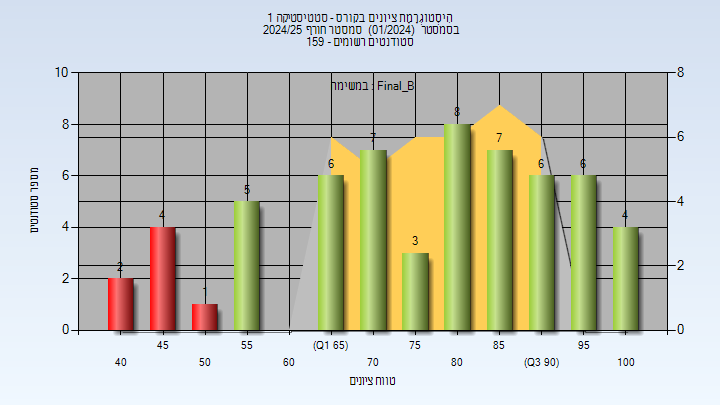 הִיסְטוֹגְרָמַת ציונים בקורס - סטטיסטיקה 1
בסמסטר (01/2024) סמסטר חורף 2024/25
סטודנטים רשומים - 159
במשימה : Final_B
10 8 6 4 2 0
מספר סטודנטים
8 6 4 2 0
2 4 1 5 6 7 3 8 7 6 6 4
45 55 (Q1 65) 75 85 95
40 50 60 70 80 (Q3 90) 100
טווח ציונים